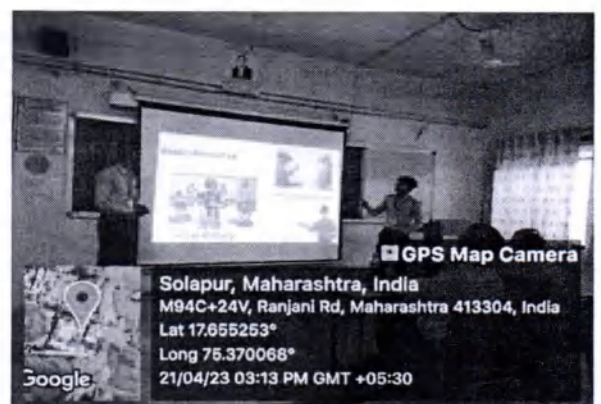 GPS Map Camera
Solapur, Maharashtra, India
M94C+24V, Ranjani Rd, Maharashtra 413304, India
Lat 17.655253°
Long 75.370068°
21/04/23 03:13 PM GMT +05:30
Google